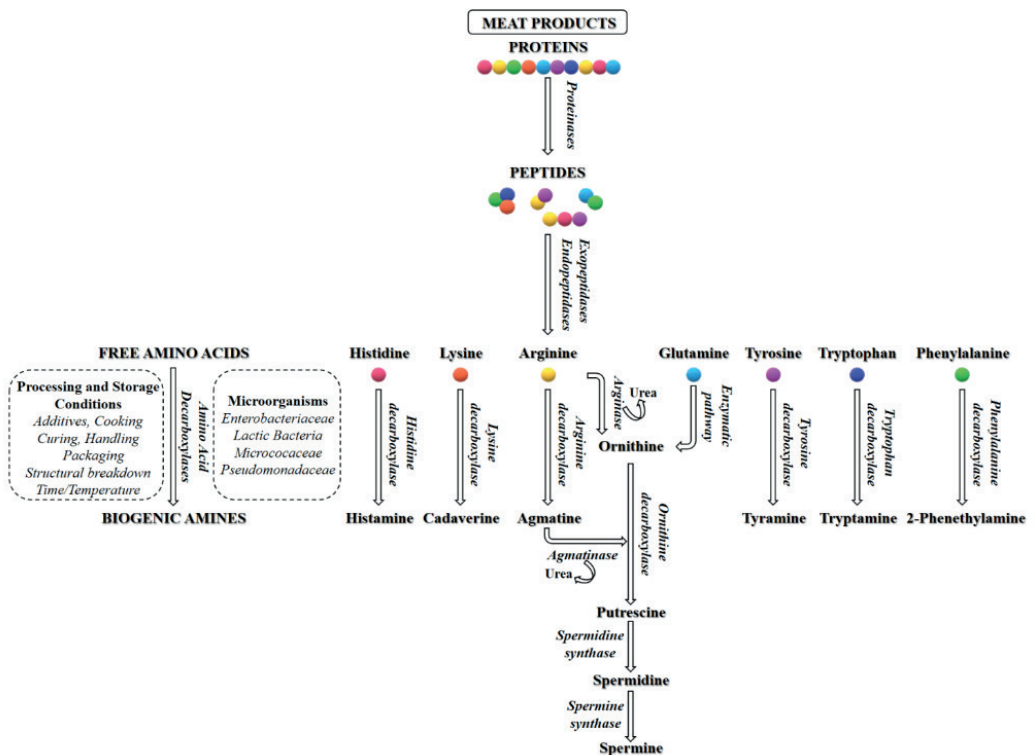 MEAT PRODUCTS
PROTEINS
Proteinases
PEPTIDES
Exopeptidases
Endopeptidases
FREE AMINO ACIDS
Histidine
Lysine
Arginine
Glutamine
Tyrosine
Tryptophan
Phenylalanine
Processing and Storage
Conditions
Additives, Cooking
Curing, Handling
Packaging
Structural breakdown
Time/Temperature
Amino Acid
Decarboxylases
Microorganisms
Enterobacteriaceae
Lactic Bacteria
Micrococaceae
Pseudomonadaceae
Histidine
decarboxylase
Lysine
decarboxylase
Arginine
decarboxylase
Arginase
Urea
Enzymatic
pathway
Ornithine
Tyrosine
decarboxylase
Tryptophan
decarboxylase
Phenylalanine
decarboxylase
BIOGENIC AMINES
Histamine
Cadaverine
Agmatine
Ornithine
decarboxylase
Tyramine
Tryptamine
2-Phenethylamine
Agmatinase
Urea
Putrescine
Spermidine
synthase
Spermidine
Spermine
synthase
Spermine